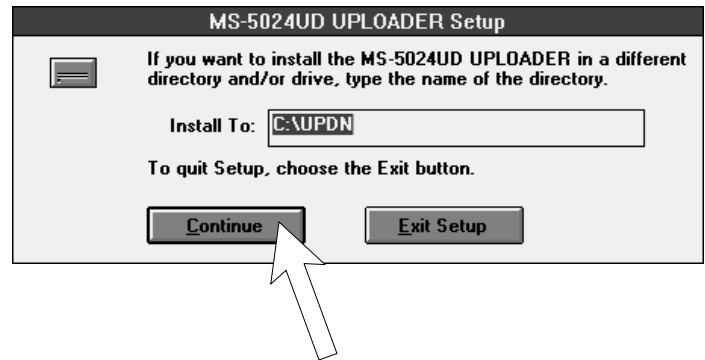 MS-5024UD UPLOADER Setup
If you want to install the MS-5024UD UPLOADER in a different
directory and/or drive, type the name of the directory.
Install To: C:\UPDN
To quit Setup, choose the Exit button.
Continue Exit Setup